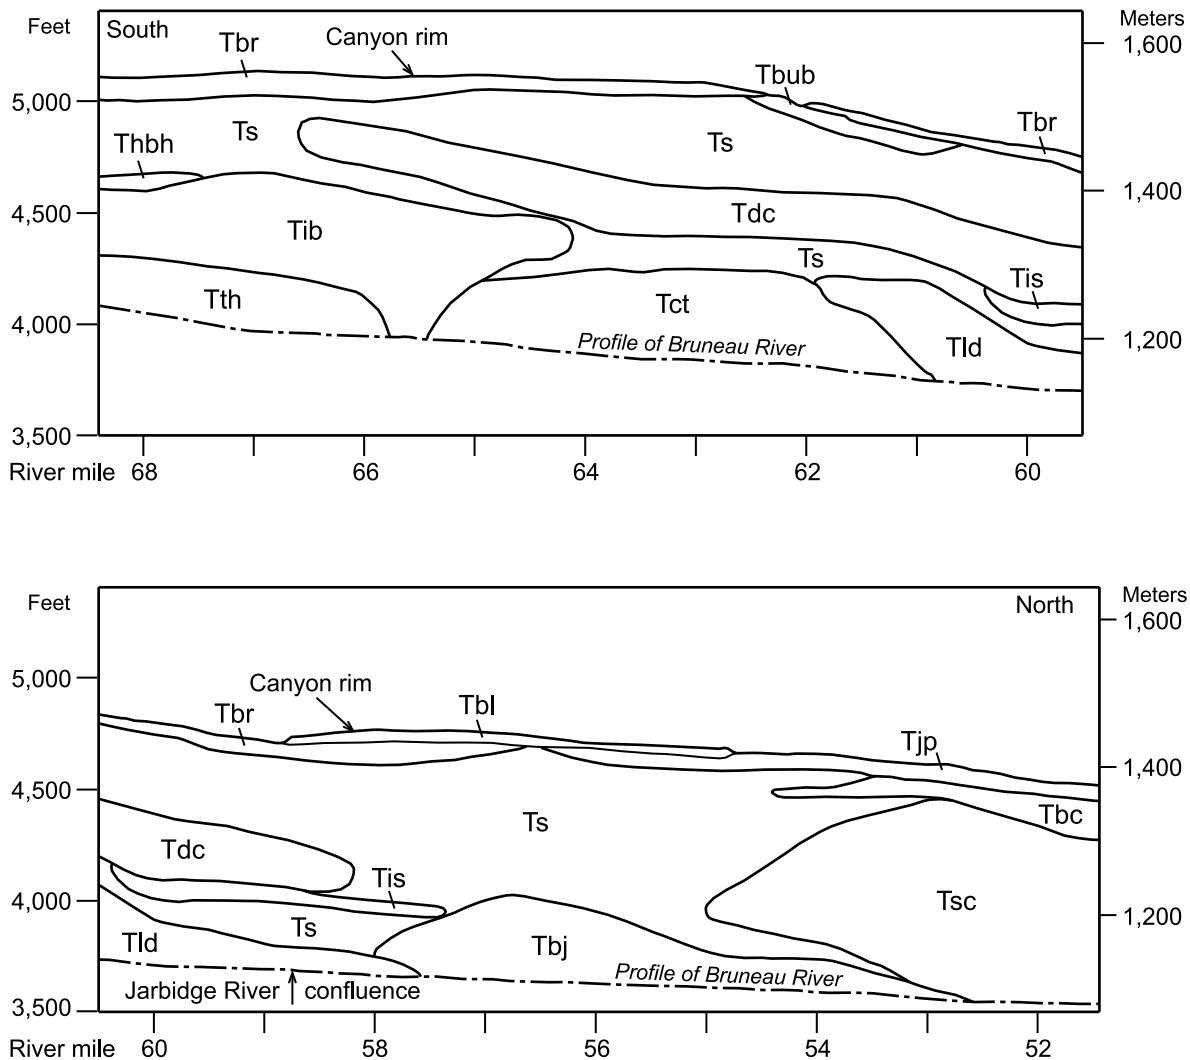 Feet
South
Tbr
Canyon rim
Meters
1,600
Tbub
5,000
Ts
Ts
Tbr
Thbh
1,400
4,500
Tib
Tdc
Ts
Tis
Tth
Tct
4,000
Profile of Bruneau River
Tld
1,200
3,500
River mile 68 66 64 62 60
Feet
North
Meters
1,600
5,000
Canyon rim
Tbr
Tbl
Tjp
1,400
4,500
Ts
Tbc
Tdc
Tis
4,000
Tsc
1,200
Ts
Tld
Tbj
Profile of Bruneau River
Jarbidge River confluence
3,500
River mile 60 58 56 54 52